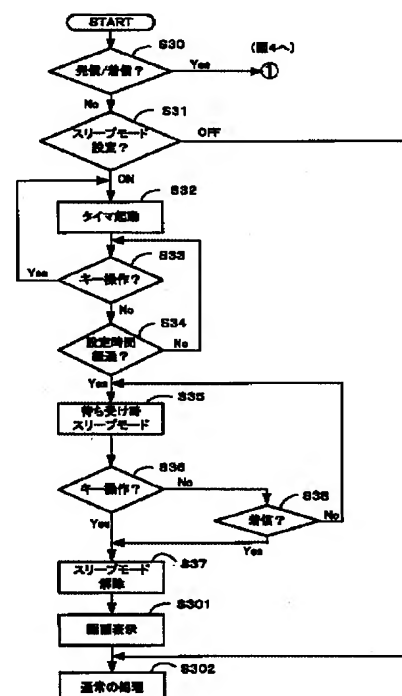 START
S30
(図4へ)
発信/着信?
Yes
①
No
S31
スリープモード
設定?
OFF
ON
S32
タイマ起動
S33
Yes
キー操作?
No
S34
設定時間
経過?
No
Yes
S35
待ち受け時
スリープモード
S36
キー操作?
No
S38
着信?
No
Yes
Yes
S37
スリープモード
解除
S301
画面表示
S302
通常の処理